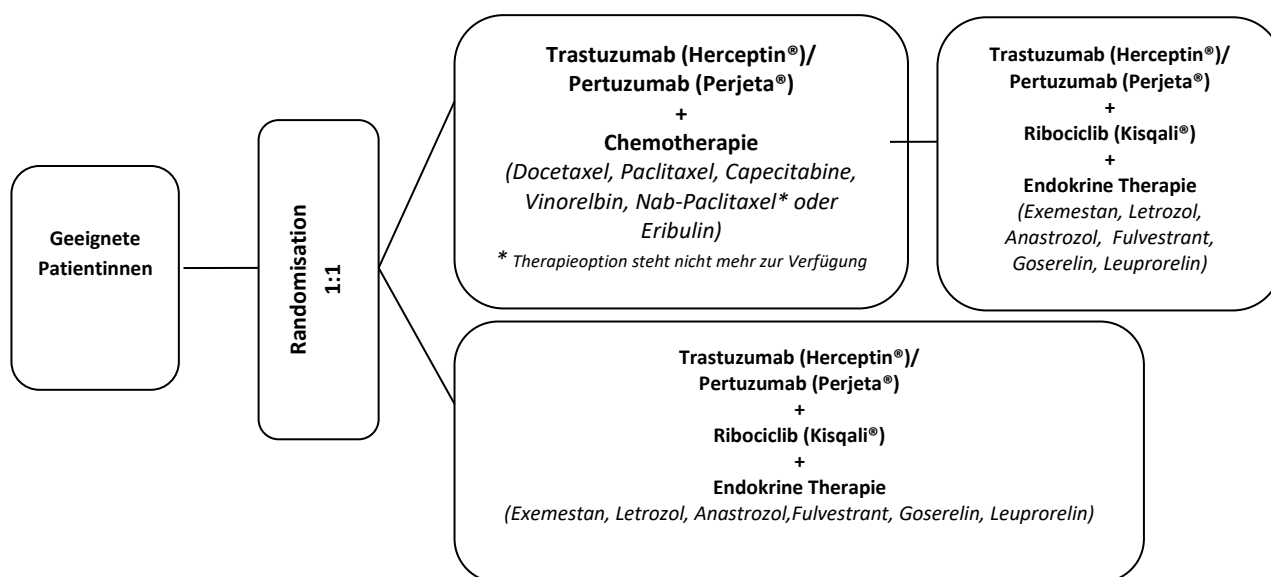 Geeignete
Patientinnen
Randomisation
1:1
Trastuzumab (Herceptin®)/
Pertuzumab (Perjeta®)
+
Chemotherapie
(Docetaxel, Paclitaxel, Capecitabine,
Vinorelbin, Nab-Paclitaxel* oder
Eribulin)
* Therapieoption steht nicht mehr zur Verfügung
Trastuzumab (Herceptin®)/
Pertuzumab (Perjeta®)
+
Ribociclib (Kisqali®)
+
Endokrine Therapie
(Exemestan, Letrozol,
Anastrozol, Fulvestrant,
Goserelin, Leuprorelin)
Trastuzumab (Herceptin®)/
Pertuzumab (Perjeta®)
+
Ribociclib (Kisqali®)
+
Endokrine Therapie
(Exemestan, Letrozol, Anastrozol,Fulvestrant, Goserelin, Leuprorelin)